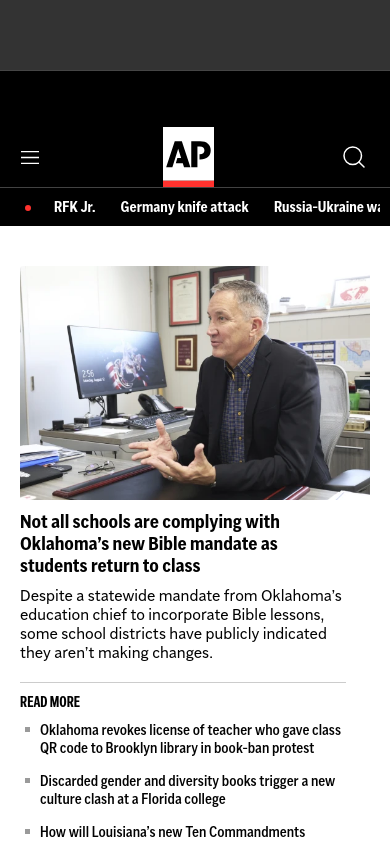 AP
RFK Jr. Germany knife attack Russia-Ukraine wa
2:56
Not all schools are complying with
Oklahoma’s new Bible mandate as
students return to class
Despite a statewide mandate from Oklahoma’s
education chief to incorporate Bible lessons,
some school districts have publicly indicated
they aren’t making changes.
READ MORE
Oklahoma revokes license of teacher who gave class
QR code to Brooklyn library in book-ban protest
Discarded gender and diversity books trigger a new
culture clash at a Florida college
How will Louisiana’s new Ten Commandments